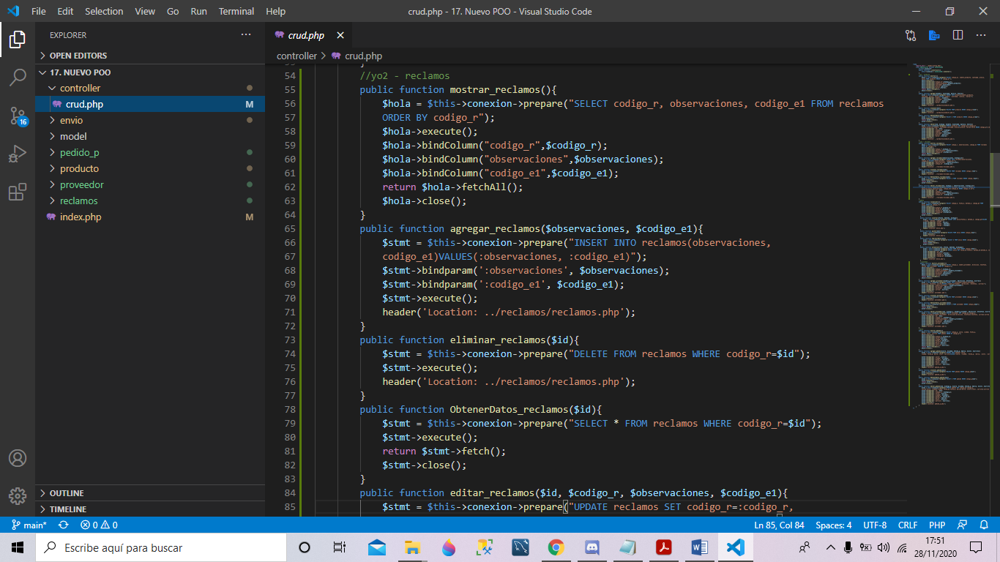 File Edit Selection View Go Run Terminal Help
crud.php - 17. Nuevo POO - Visual Studio Code
EXPLORER
OPEN EDITORS
17. NUEVO POO
controller
crud.php M
envio
model
pedido_p
producto
proveedor
reclamos
index.php M
OUTLINE
TIMELINE
16
crud.php
controller > crud.php
54 //yo2 - reclamos
55 public function mostrar_reclamos(){
56 $hola = $this->conexion->prepare("SELECT codigo_r, observaciones, codigo_e1 FROM reclamos
57 ORDER BY codigo_r");
58 $hola->execute();
59 $hola->bindColumn("codigo_r",$codigo_r);
60 $hola->bindColumn("observaciones",$observaciones);
61 $hola->bindColumn("codigo_e1",$codigo_e1);
62 return $hola->fetchAll();
63 $hola->close();
64 }
65 public function agregar_reclamos($observaciones, $codigo_e1){
66 $stmt = $this->conexion->prepare("INSERT INTO reclamos(observaciones,
67 codigo_e1)VALUES(:observaciones, :codigo_e1)");
68 $stmt->bindparam(':observaciones', $observaciones);
69 $stmt->bindparam(':codigo_e1', $codigo_e1);
70 $stmt->execute();
71 header('Location: ../reclamos/reclamos.php');
72 }
73 public function eliminar_reclamos($id){
74 $stmt = $this->conexion->prepare("DELETE FROM reclamos WHERE codigo_r=$id");
75 $stmt->execute();
76 header('Location: ../reclamos/reclamos.php');
77 }
78 public function ObtenerDatos_reclamos($id){
79 $stmt = $this->conexion->prepare("SELECT * FROM reclamos WHERE codigo_r=$id");
80 $stmt->execute();
81 return $stmt->fetch();
82 $stmt->close();
83 }
84 public function editar_reclamos($id, $codigo_r, $observaciones, $codigo_e1){
85 $stmt = $this->conexion->prepare("UPDATE reclamos SET codigo_r=:codigo_r,
main* 0 0 Ln 85, Col 84 Spaces: 4 UTF-8 CRLF PHP
Escribe aquí para buscar
17:51
28/11/2020